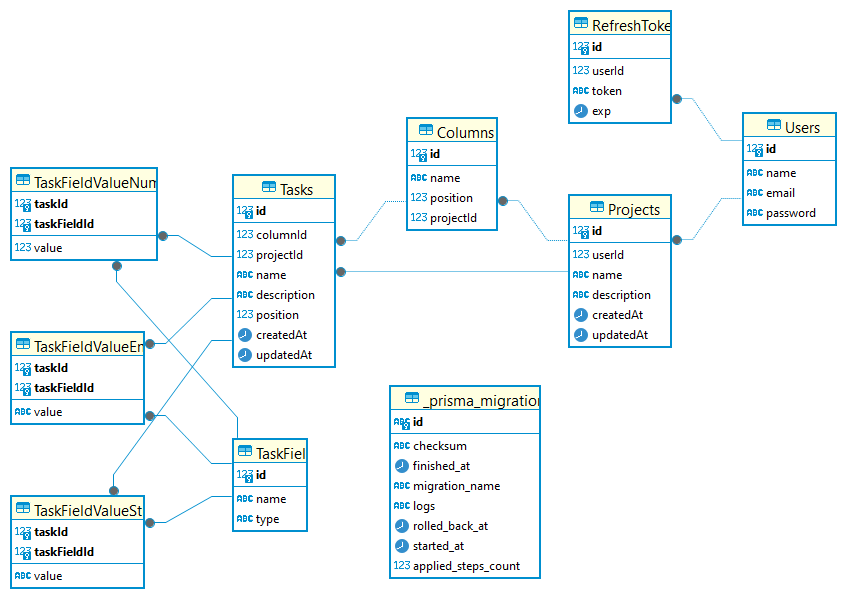 RefreshToke
123 id
123 userId
ABC token
exp
Users
123 id
ABC name
ABC email
ABC password
Columns
123 id
ABC name
123 position
123 projectId
Projects
123 id
123 userId
ABC name
ABC description
createdAt
updatedAt
Tasks
123 id
123 columnId
123 projectId
ABC name
ABC description
123 position
createdAt
updatedAt
TaskFieldValueNum
123 taskId
123 taskFieldId
123 value
TaskFieldValueEn
123 taskId
123 taskFieldId
ABC value
TaskFieldValueSt
123 taskId
123 taskFieldId
ABC value
TaskFiel
123 id
ABC name
ABC type
_prisma_migration
ABC id
ABC checksum
finished_at
ABC migration_name
ABC logs
rolled_back_at
started_at
123 applied_steps_count